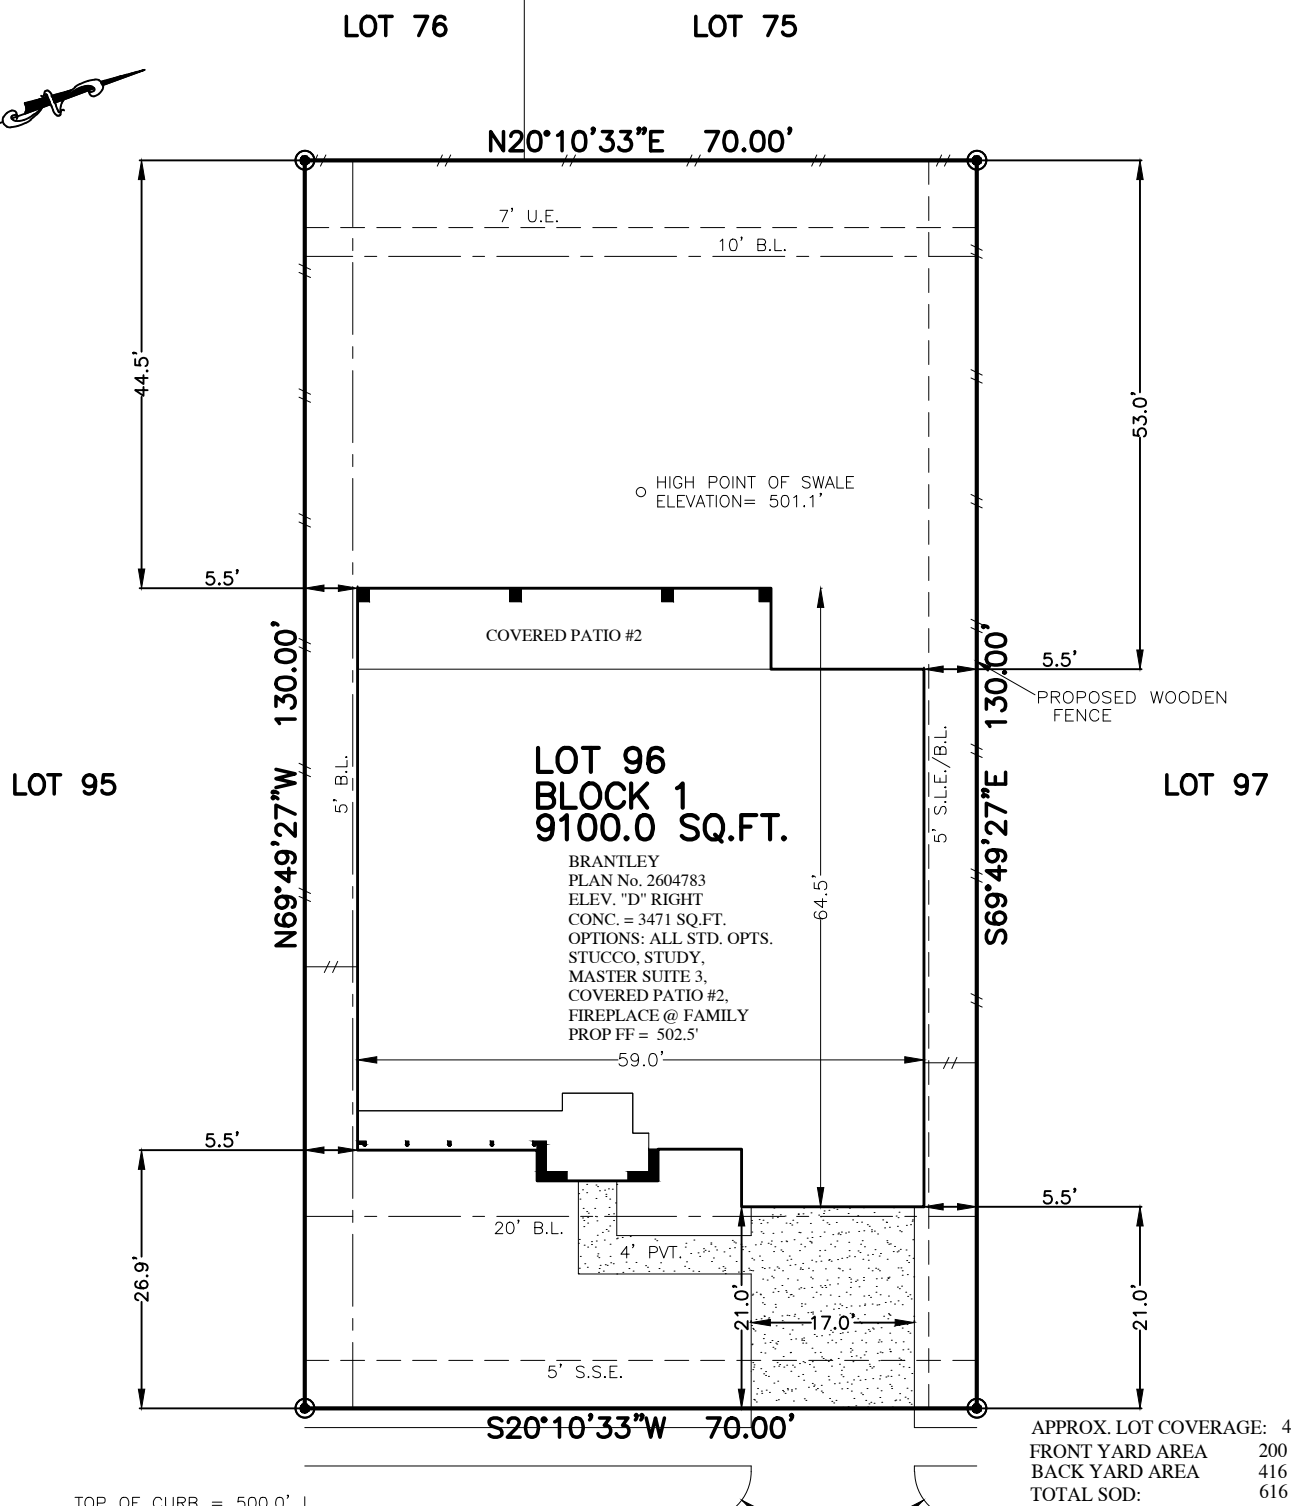 LOT 76
LOT 75
N20°10'33"E 70.00'
7' U.E.
10' B.L.
44.5'
53.0'
HIGH POINT OF SWALE
ELEVATION= 501.1'
5.5'
COVERED PATIO #2
5.5'
PROPOSED WOODEN
FENCE
N69°49'27"W 130.00'
S69°49'27"E 130.00'
5' B.L.
5' S.L.E./B.L.
LOT 95
LOT 97
LOT 96
BLOCK 1
9100.0 SQ.FT.
BRANTLEY
PLAN No. 2604783
ELEV. "D" RIGHT
CONC. = 3471 SQ.FT.
OPTIONS: ALL STD. OPTS.
STUCCO, STUDY,
MASTER SUITE 3,
COVERED PATIO #2,
FIREPLACE @ FAMILY
PROP FF = 502.5'
64.5'
59.0'
5.5'
5.5'
20' B.L.
4' PVT.
26.9'
21.0'
17.0'
21.0'
5' S.S.E.
S20°10'33"W 70.00'
APPROX. LOT COVERAGE: 4
FRONT YARD AREA 200
BACK YARD AREA 416
TOTAL SOD: 616
TOP OF CURB = 500.0'